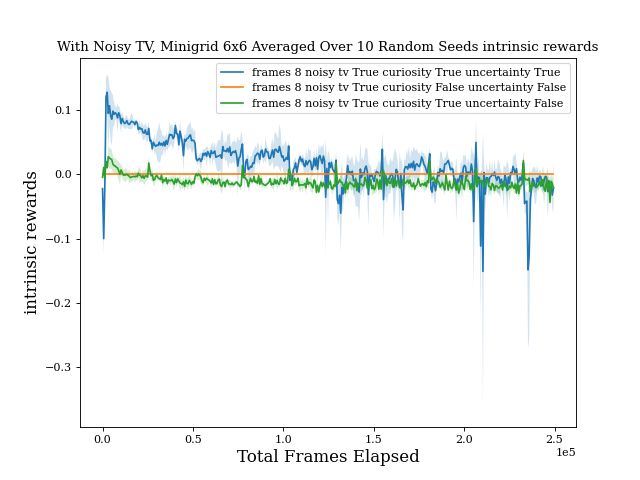 With Noisy TV, Minigrid 6x6 Averaged Over 10 Random Seeds intrinsic rewards
frames 8 noisy tv True curiosity True uncertainty True
frames 8 noisy tv True curiosity False uncertainty False
frames 8 noisy tv True curiosity True uncertainty False
intrinsic rewards
0.1
0.0
−0.1
−0.2
−0.3
0.0 0.5 1.0 1.5 2.0 2.5
1e5
Total Frames Elapsed